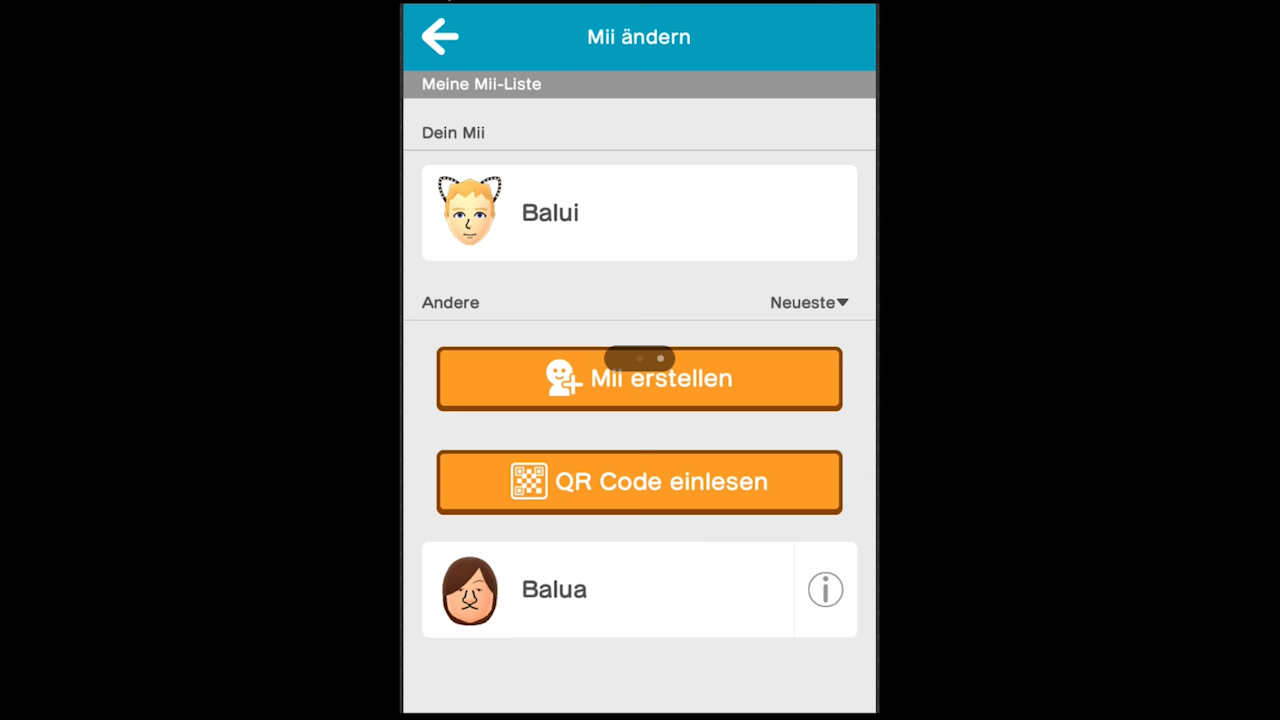 Mii ändern
Meine Mii-Liste
Dein Mii
Balui
Andere Neueste
Mii erstellen
QR Code einlesen
Balua